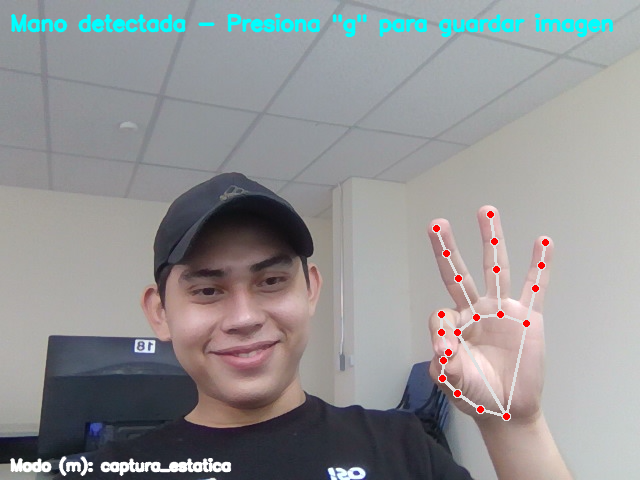 Mano detectada - Presiona "g" para guardar imagen
18
Modo (m): captura_estatica